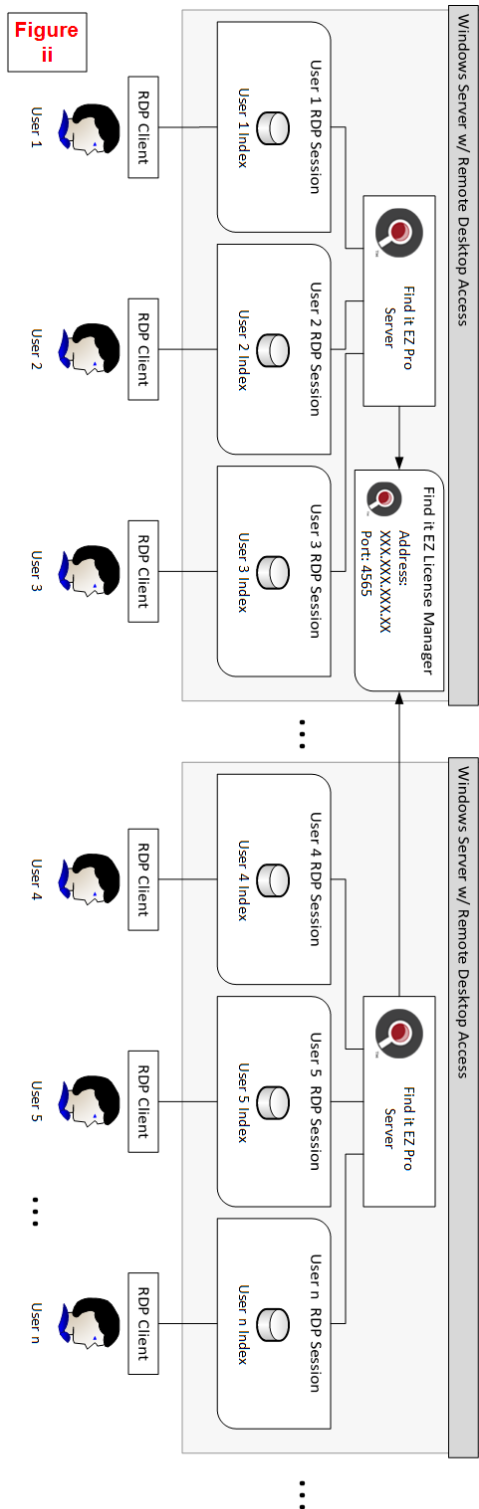 Figure
ii
Windows Server w/ Remote Desktop Access
Find it EZ Pro
Server
Find it EZ License Manager
Address:
XXX.XXX.XXX.XX
Port: 4565
TM
TM
User 1 RDP Session
User 1 Index
User 2 RDP Session
User 2 Index
User 3 RDP Session
User 3 Index
RDP Client
RDP Client
RDP Client
User 1
User 2
User 3
...
Windows Server w/ Remote Desktop Access
Find it EZ Pro
Server
TM
User 4 RDP Session
User 4 Index
User 5 RDP Session
User 5 Index
User n RDP Session
User n Index
RDP Client
RDP Client
RDP Client
User 4
User 5
...
User n
...